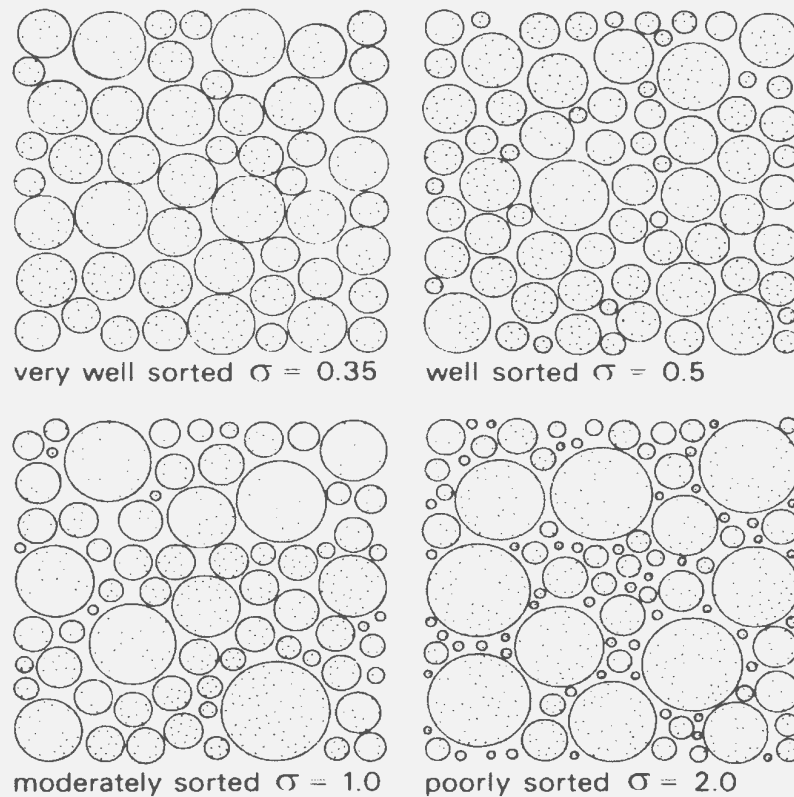 very well sorted σ = 0.35
well sorted σ = 0.5
moderately sorted σ = 1.0
poorly sorted σ = 2.0